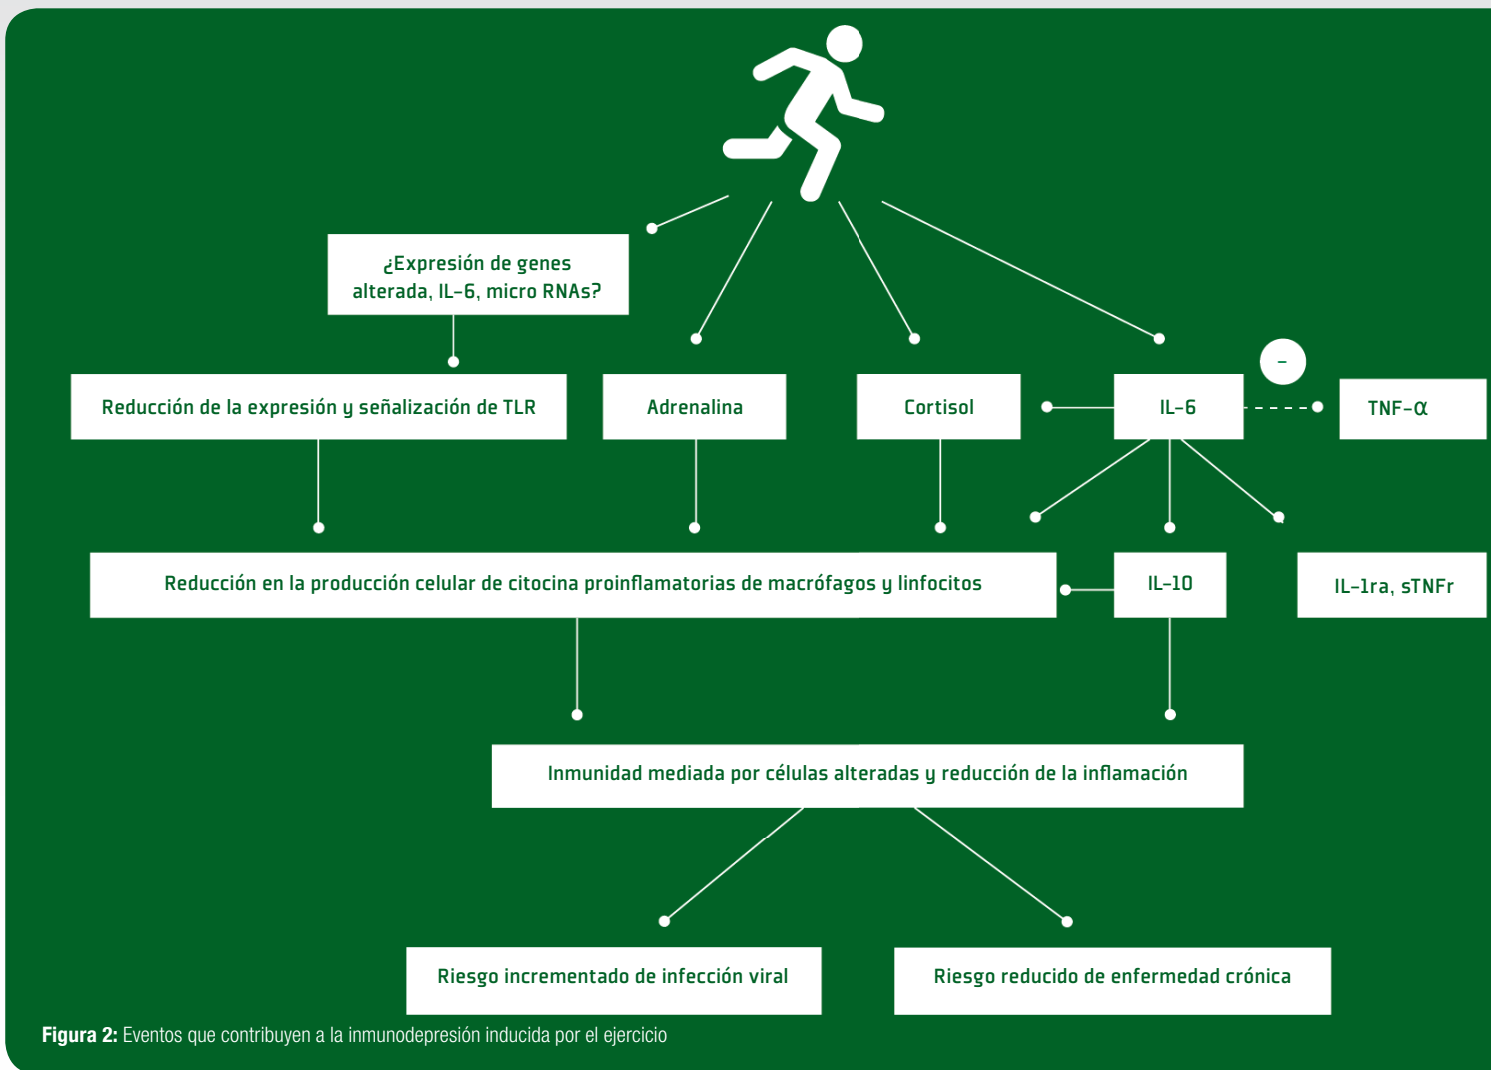 ¿Expresión de genes
alterada, IL-6, micro RNAs?
-
Reducción de la expresión y señalización de TLR
Adrenalina
Cortisol
IL-6
TNF-α
Reducción en la producción celular de citocina proinflamatorias de macrófagos y linfocitos
IL-10
IL-1ra, sTNFr
Inmunidad mediada por células alteradas y reducción de la inflamación
Riesgo incrementado de infección viral
Riesgo reducido de enfermedad crónica
Figura 2: Eventos que contribuyen a la inmunodepresión inducida por el ejercicio